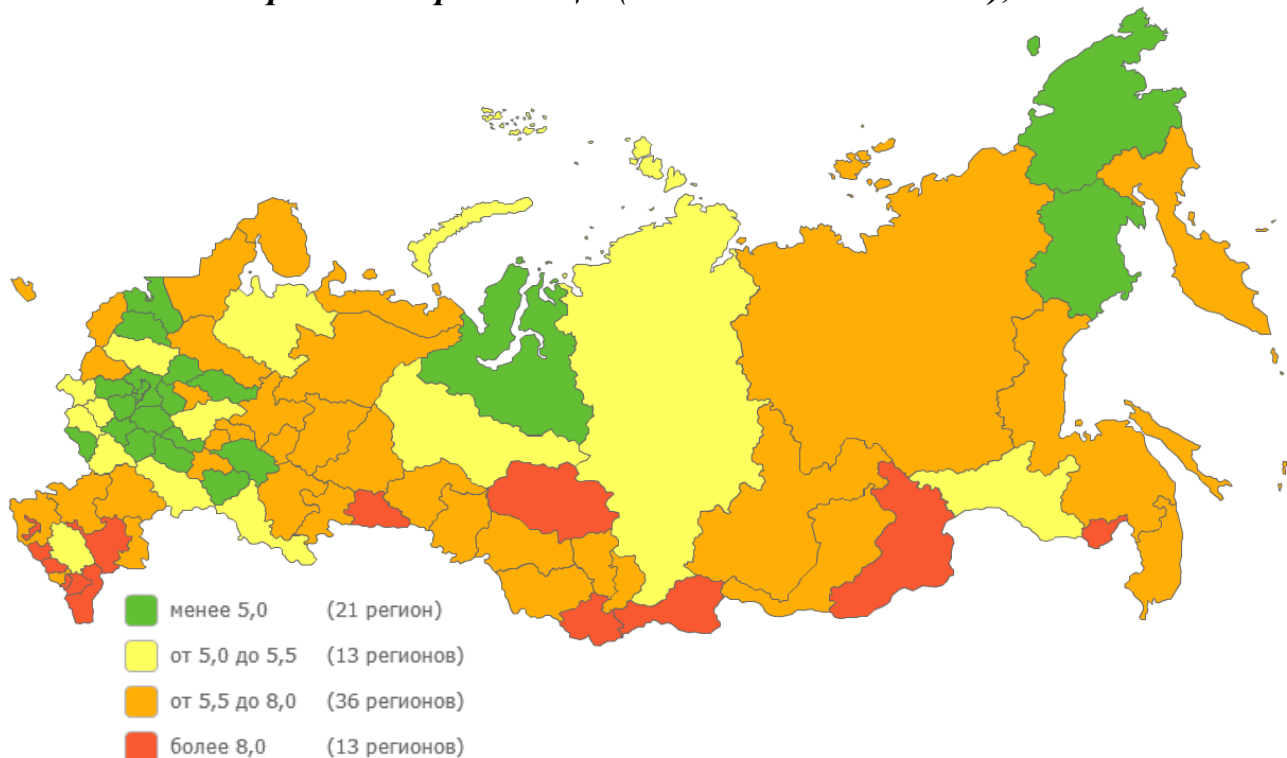 менее 5,0 (21 регион)
от 5,0 до 5,5 (13 регионов)
от 5,5 до 8,0 (36 регионов)
более 8,0 (13 регионов)